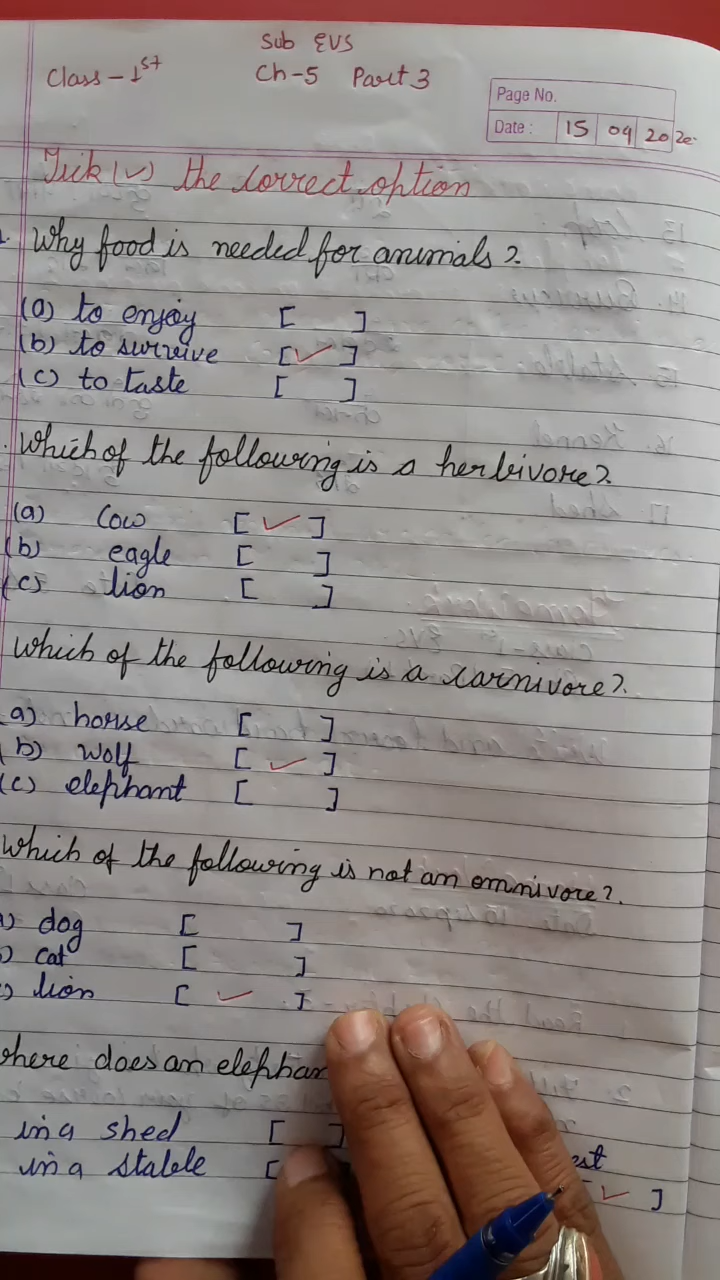 Sub EVS
Class - 1st Ch-5 Part 3
Page No.
Date: 15 09 202
Tick (✓) the correct option
Why food is needed for animals?
(a) to enjoy [ ]
(b) to survive [✓]
(c) to taste [ ]
Which of the following is a herbivore?
(a) Cow [✓]
(b) eagle [ ]
(c) lion [ ]
Which of the following is a carnivore?
a) horse [ ]
b) wolf [✓]
(c) elephant [ ]
Which of the following is not an omnivore?
) dog [ ]
) cat [ ]
) lion [✓]
here does an elephan
in a shed [ ]
in a stable [ est
✓ ]